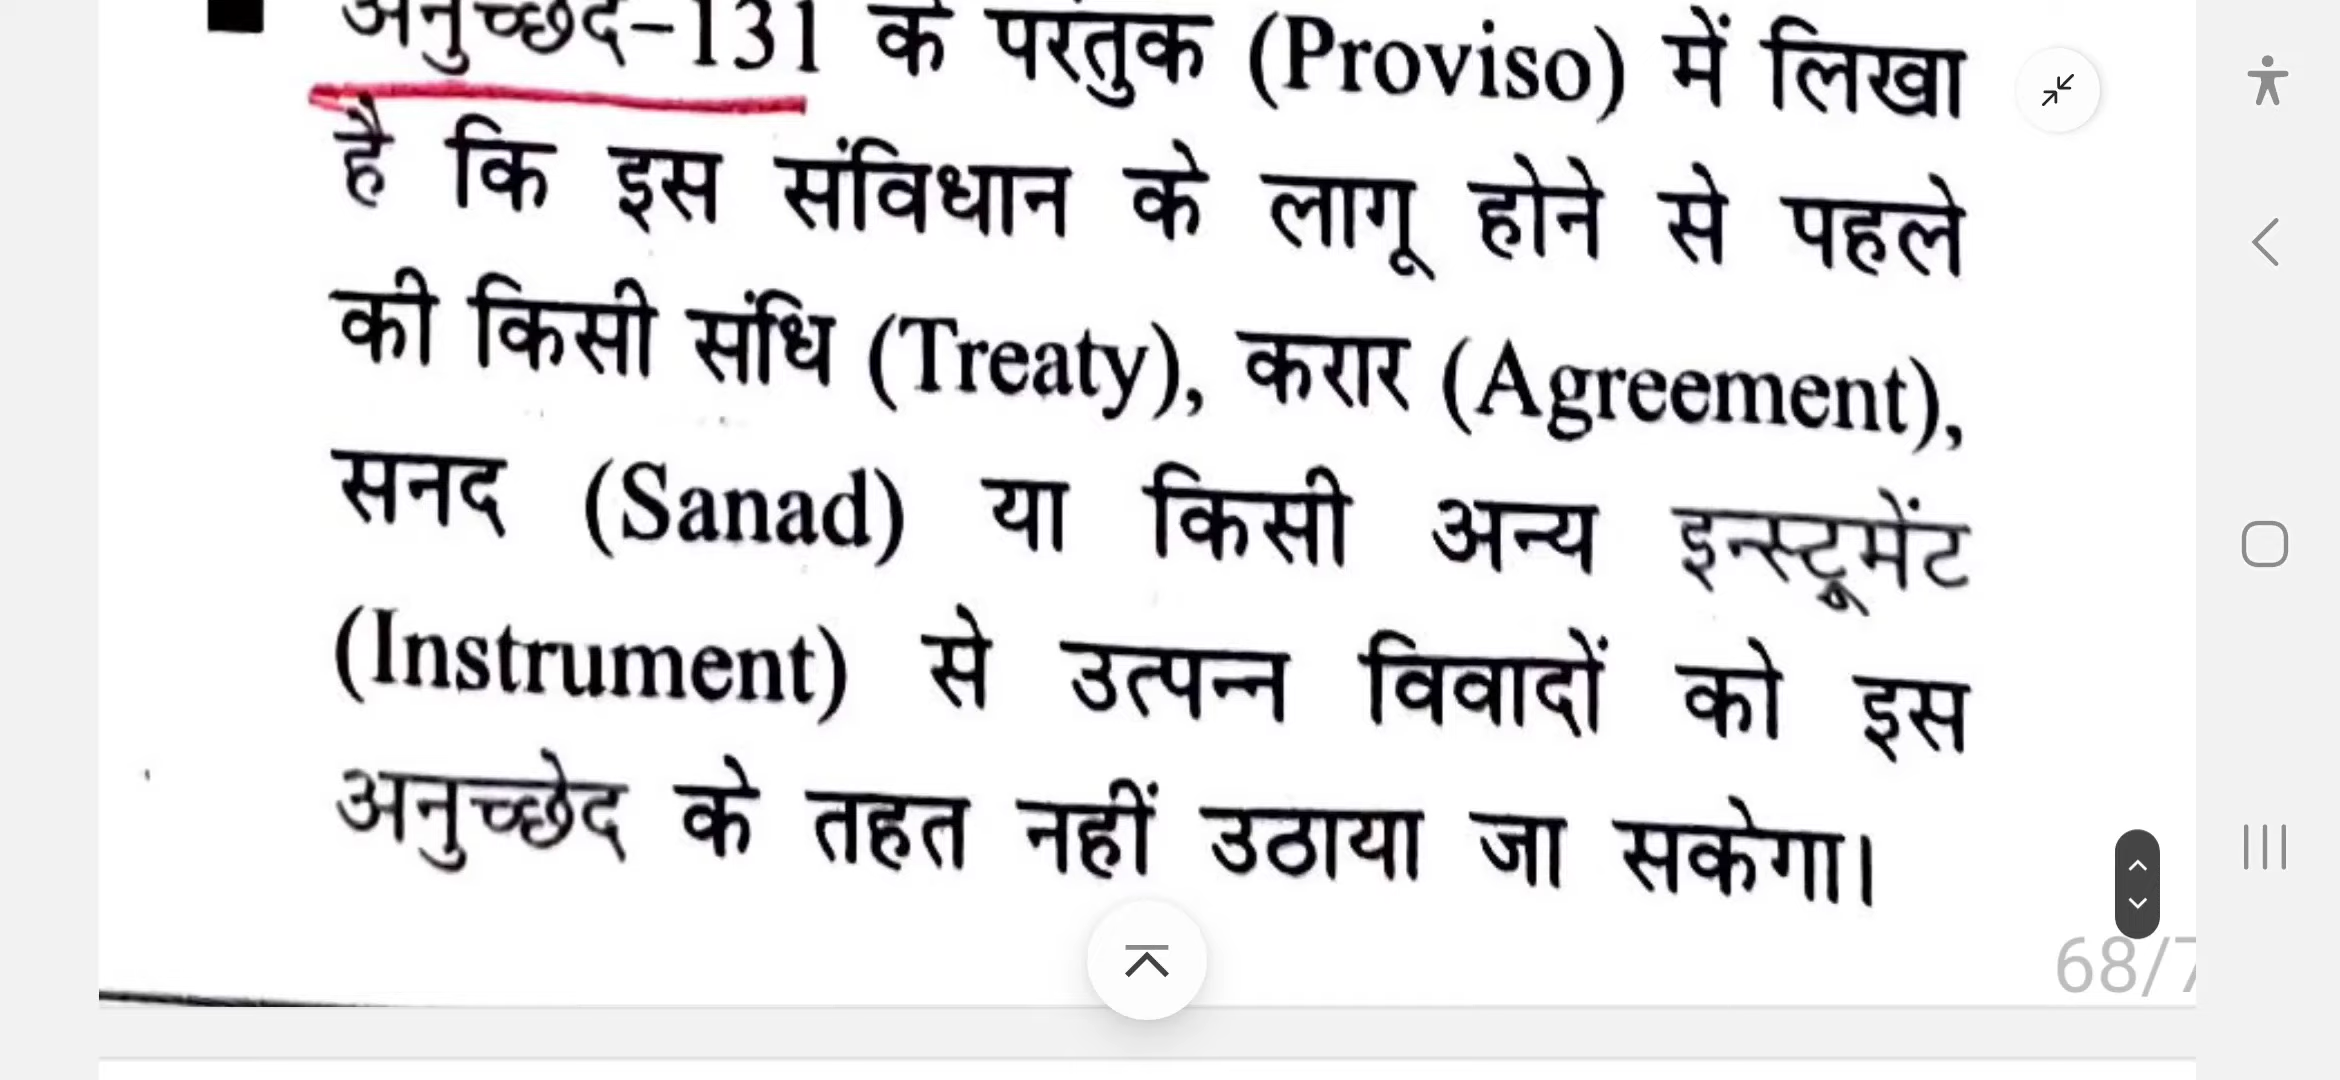 अनुच्छेद-131 के परंतुक (Proviso) में लिखा
है कि इस संविधान के लागू होने से पहले
की किसी संधि (Treaty), करार (Agreement),
सनद (Sanad) या किसी अन्य इन्स्ट्रूमेंट
(Instrument) से उत्पन्न विवादों को इस
अनुच्छेद के तहत नहीं उठाया जा सकेगा।
68/7